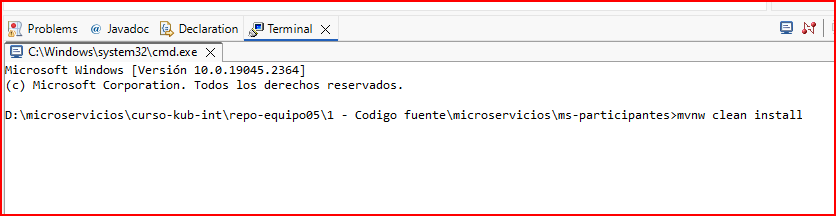 Problems @ Javadoc Declaration Terminal
C:\Windows\system32\cmd.exe
Microsoft Windows [Versión 10.0.19045.2364]
(c) Microsoft Corporation. Todos los derechos reservados.
D:\microservicios\curso-kub-int\repo-equipo05\1 - Codigo fuente\microservicios\ms-participantes>mvnw clean install